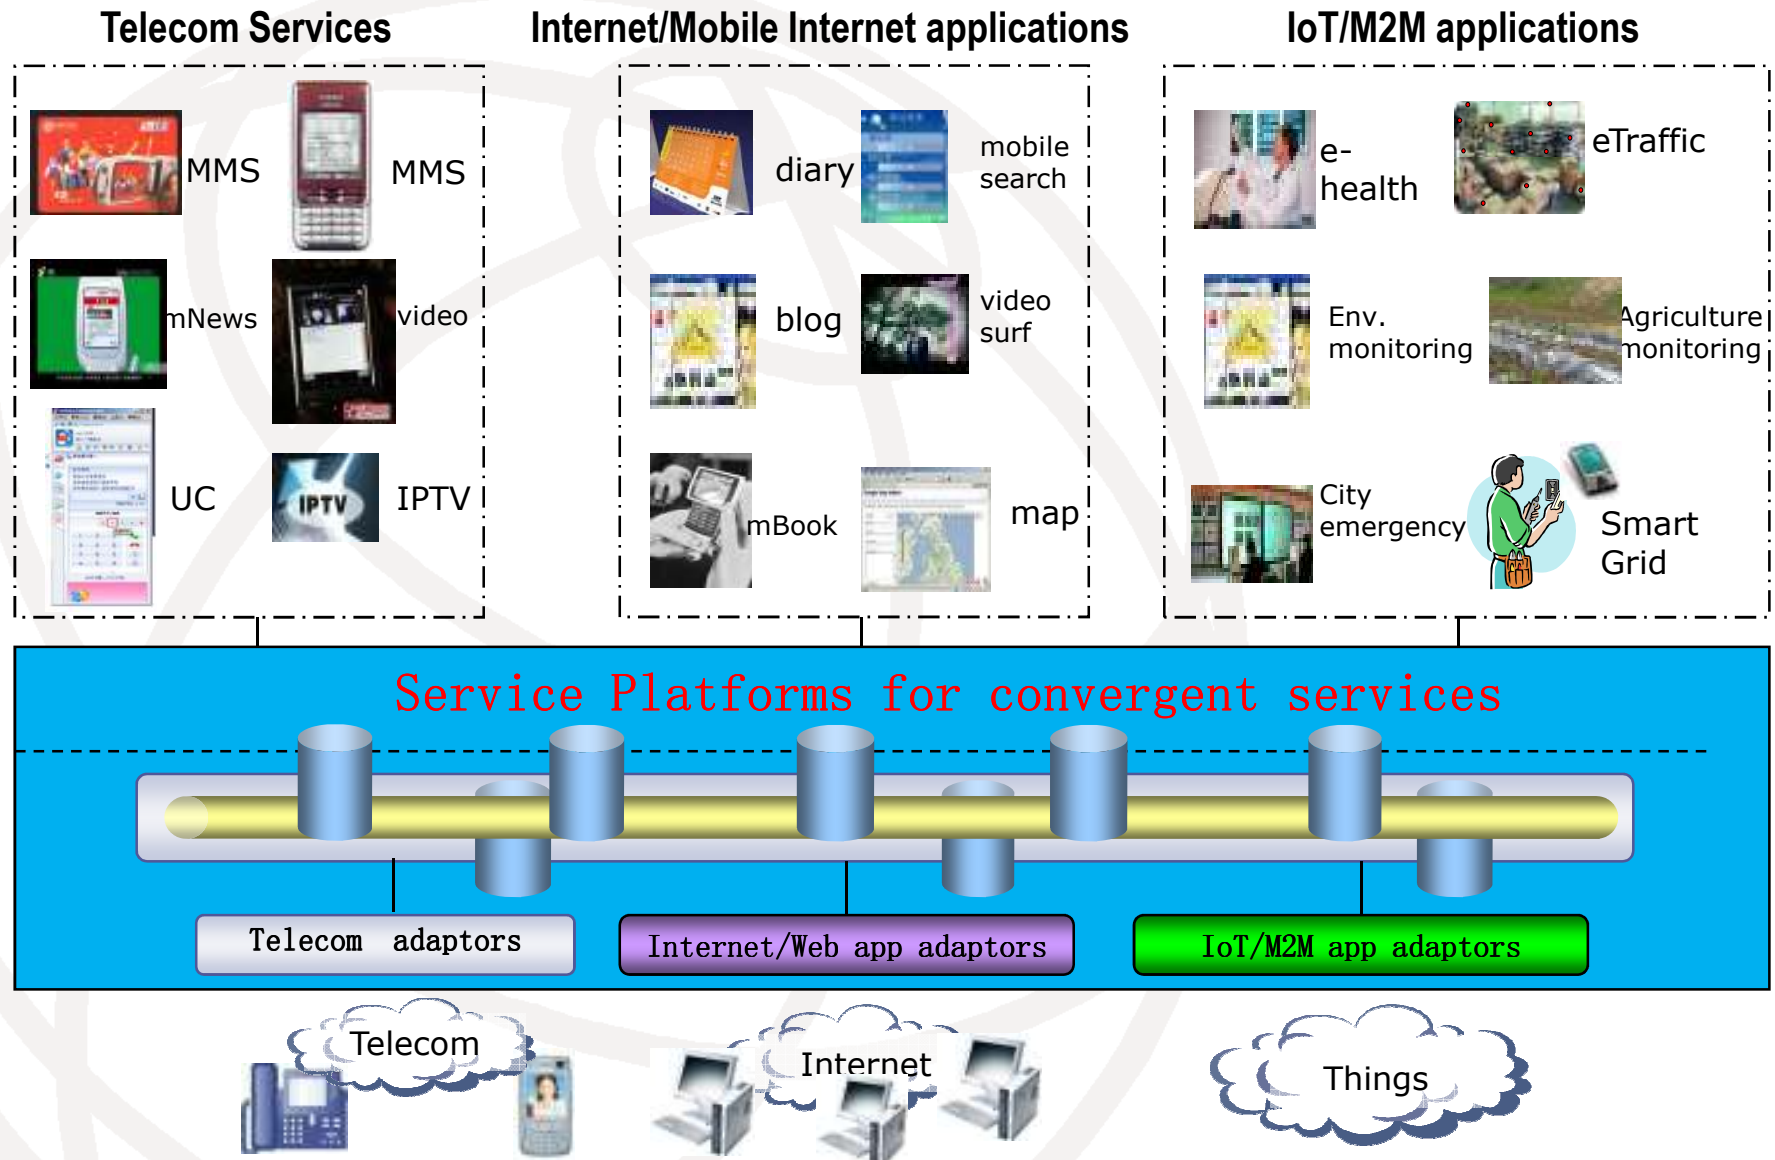 Telecom Services
Internet/Mobile Internet applications
IoT/M2M applications
MMS
MMS
mNews
video
UC
IPTV
IPTV
diary
mobile
search
blog
video
surf
mBook
map
e-
health
eTraffic
Env.
monitoring
Agriculture
monitoring
City
emergency
Smart
Grid
Service Platforms for convergent services
Telecom adaptors
Internet/Web app adaptors
IoT/M2M app adaptors
Telecom
Internet
Things